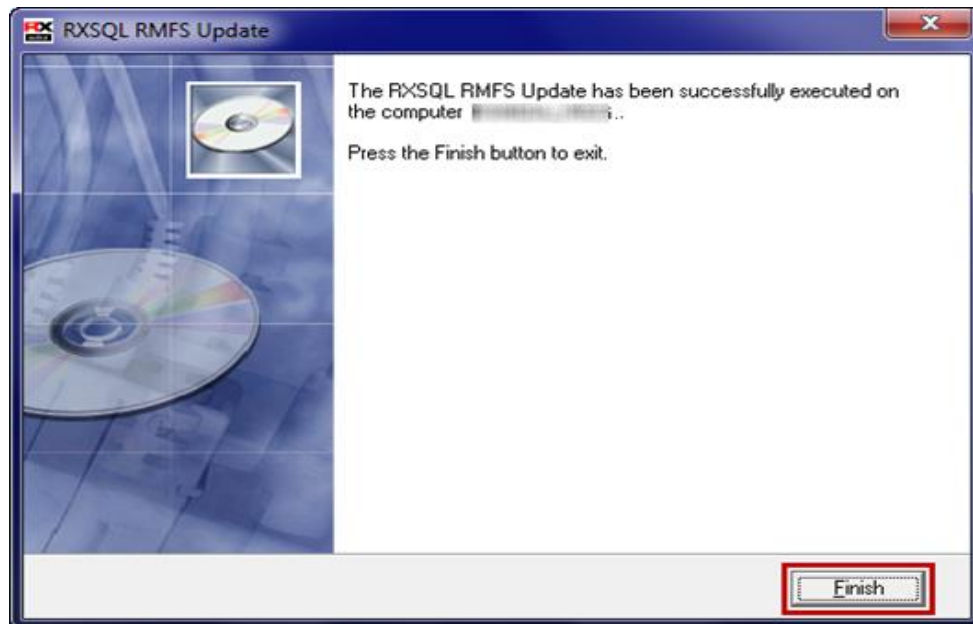 RX
RXSQL RMFS Update
The RXSQL RMFS Update has been successfully executed on
the computer ..
Press the Finish button to exit.
Finish